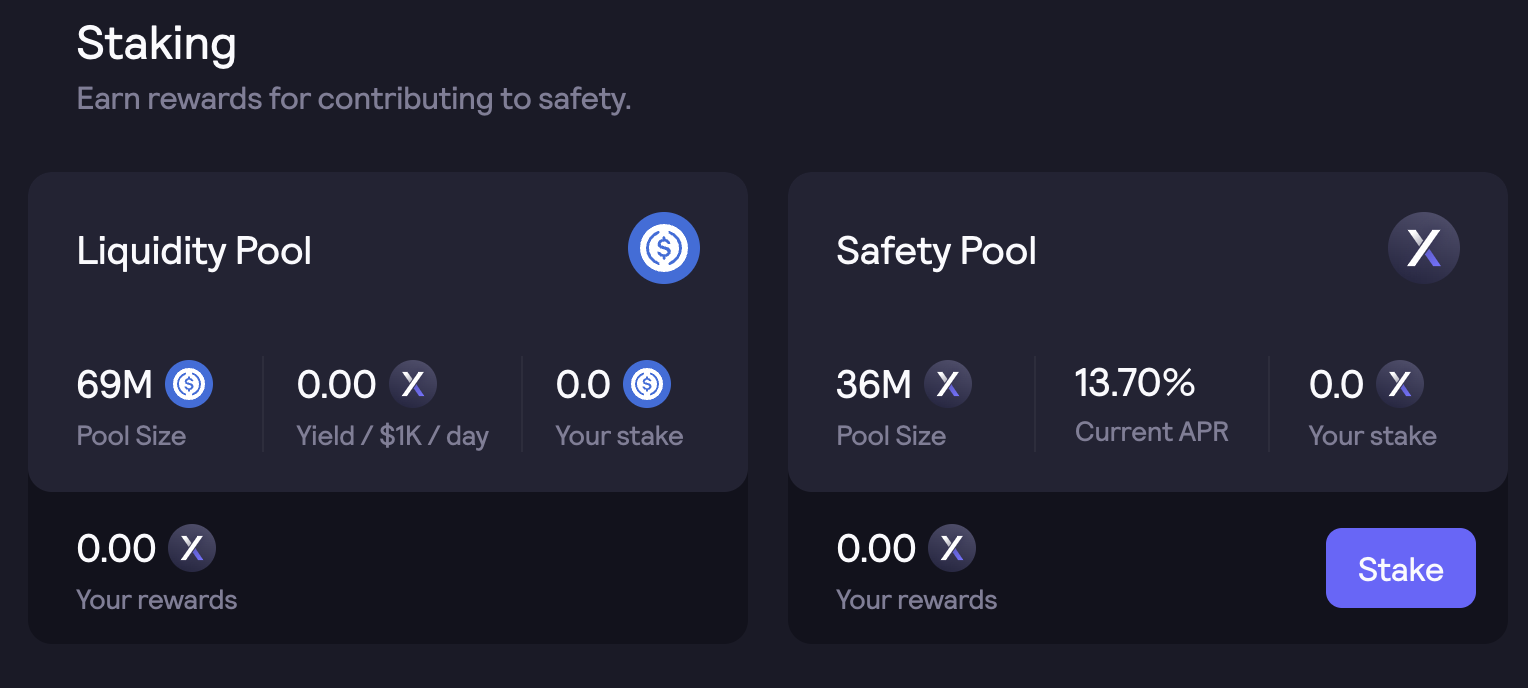 Staking
Earn rewards for contributing to safety.
Liquidity Pool
69M
Pool Size
0.00
Yield / $1K / day
0.0
Your stake
0.00
Your rewards
Safety Pool
36M
Pool Size
13.70%
Current APR
0.0
Your stake
0.00
Your rewards
Stake